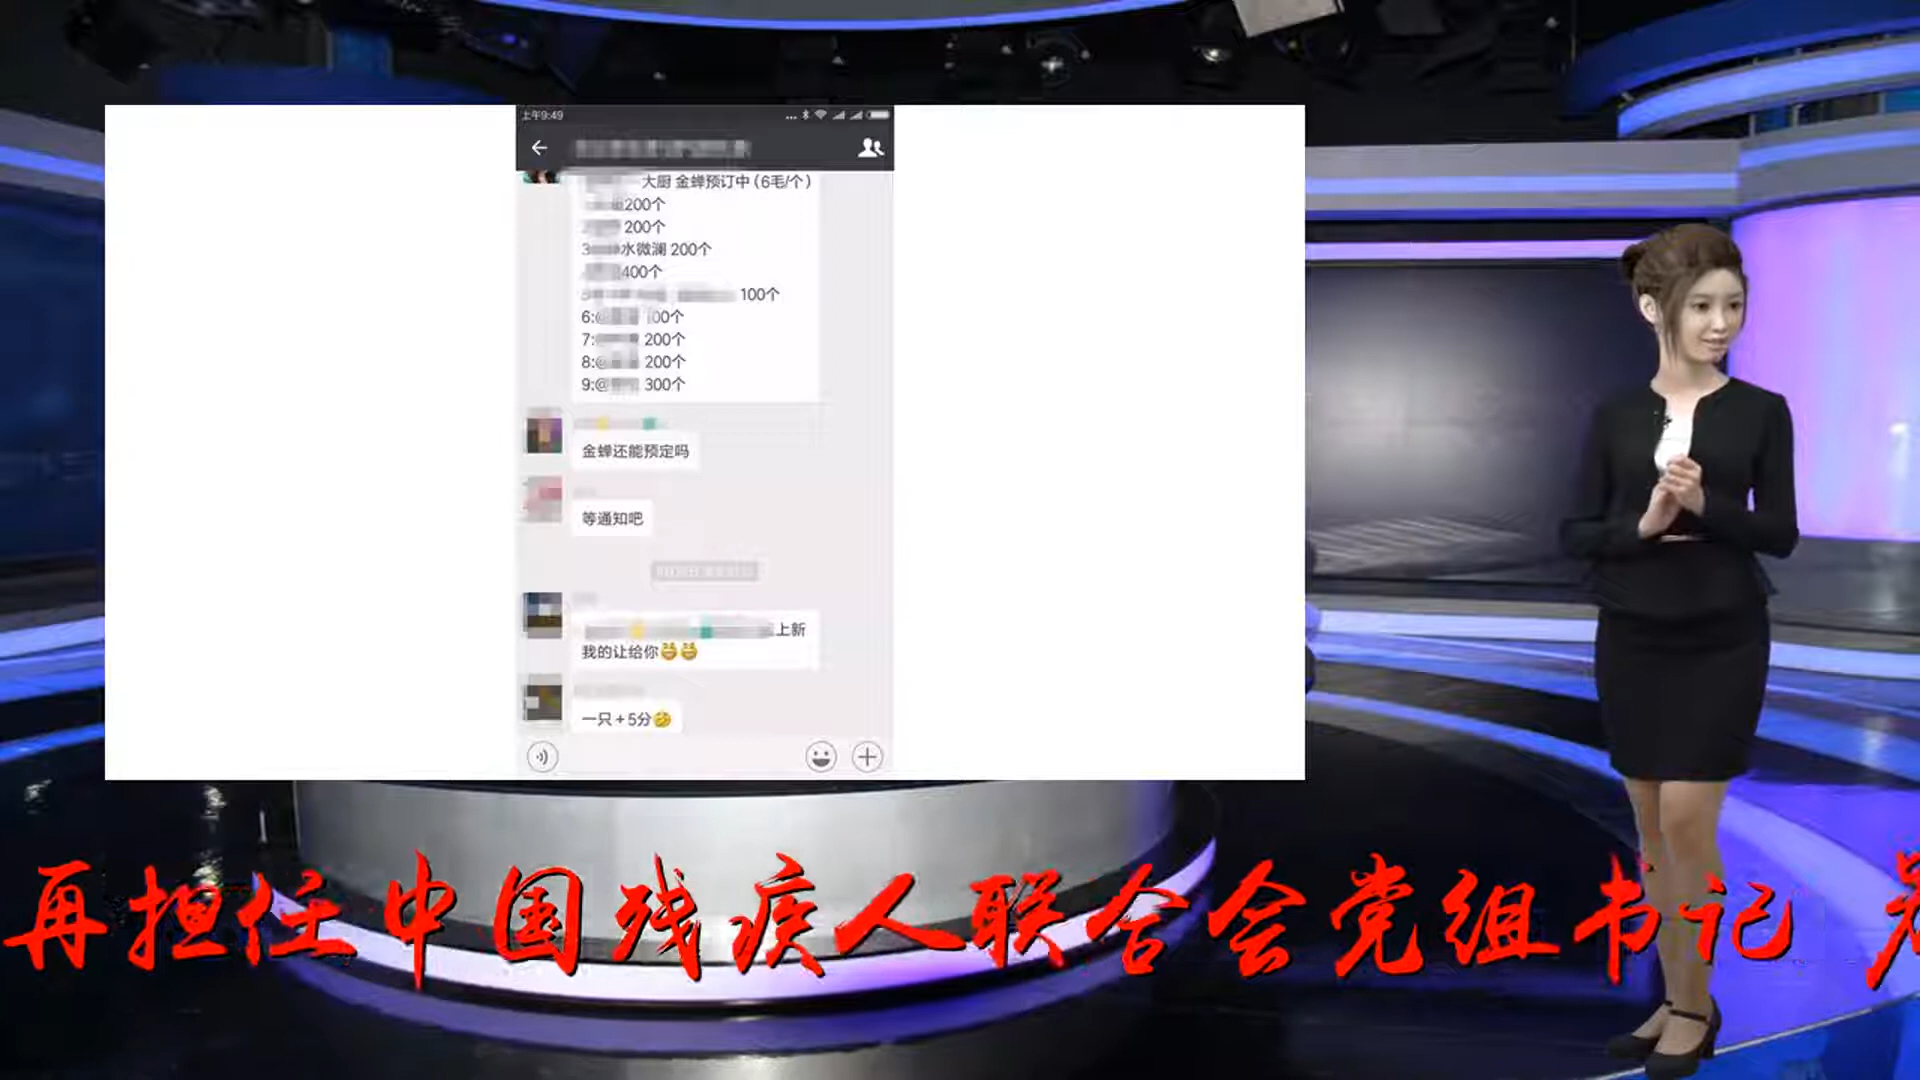 上午9:49
大厨 金蝉预订中(6毛/个)
200个
200个
3 水微澜 200个
400个
100个
6:@ 100个
7: 200个
8:@ 200个
9:@ 300个
金蝉还能预定吗
等通知吧
上新
我的让给你
一只+5分
再担任中国残疾人联合会党组书记